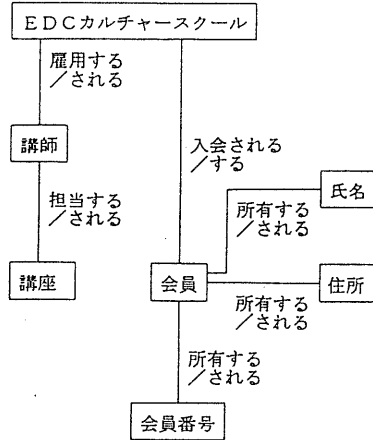 EDCカルチャースクール
雇用する
/される
講師
入会される
/する
氏名
担当する
/される
所有する
/される
講座
会員
住所
所有する
/される
所有する
/される
会員番号